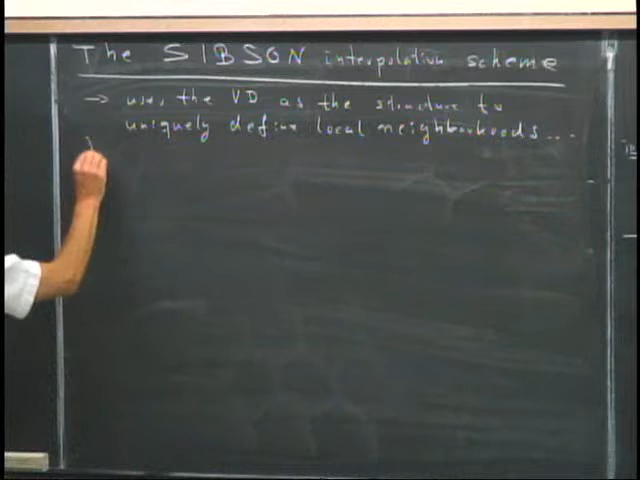 The SIBSON interpolation scheme
→ uses the VD as the structure to
uniquely define local neighborhoods...